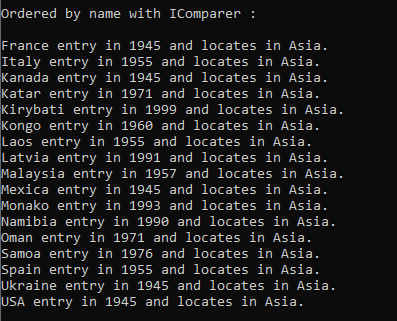 Ordered by name with IComparer :
France entry in 1945 and locates in Asia.
Italy entry in 1955 and locates in Asia.
Kanada entry in 1945 and locates in Asia.
Katar entry in 1971 and locates in Asia.
Kirybati entry in 1999 and locates in Asia.
Kongo entry in 1960 and locates in Asia.
Laos entry in 1955 and locates in Asia.
Latvia entry in 1991 and locates in Asia.
Malaysia entry in 1957 and locates in Asia.
Mexica entry in 1945 and locates in Asia.
Monako entry in 1993 and locates in Asia.
Namibia entry in 1990 and locates in Asia.
Oman entry in 1971 and locates in Asia.
Samoa entry in 1976 and locates in Asia.
Spain entry in 1955 and locates in Asia.
Ukraine entry in 1945 and locates in Asia.
USA entry in 1945 and locates in Asia.